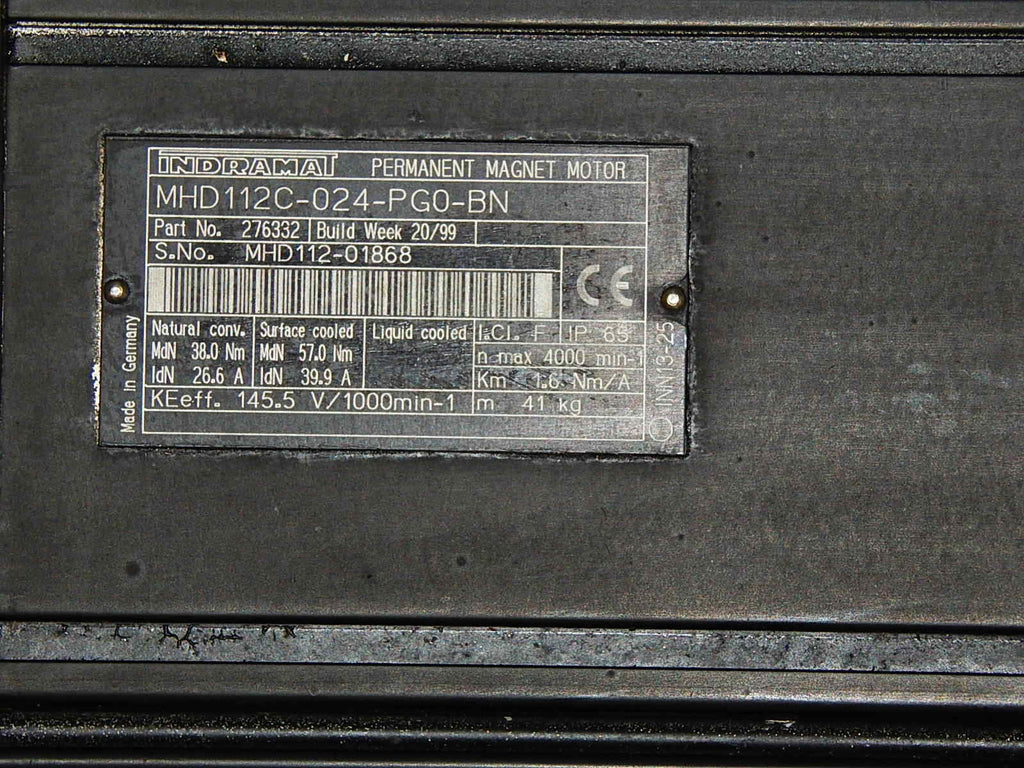 INDRAMAT PERMANENT MAGNET MOTOR
MHD112C-024-PG0-BN
Part No. 276332 Build Week 20/99
S.No. MHD112-01868
CE
Natural conv. Surface cooled Liquid cooled I.Cl. F IP 65
MdN 38.0 Nm MdN 57.0 Nm n max 4000 min-1
IdN 26.6 A IdN 39.9 A Km 1.6 Nm/A
KEeff. 145.5 V/1000min-1 m 41 kg
Made in Germany
INN13-25